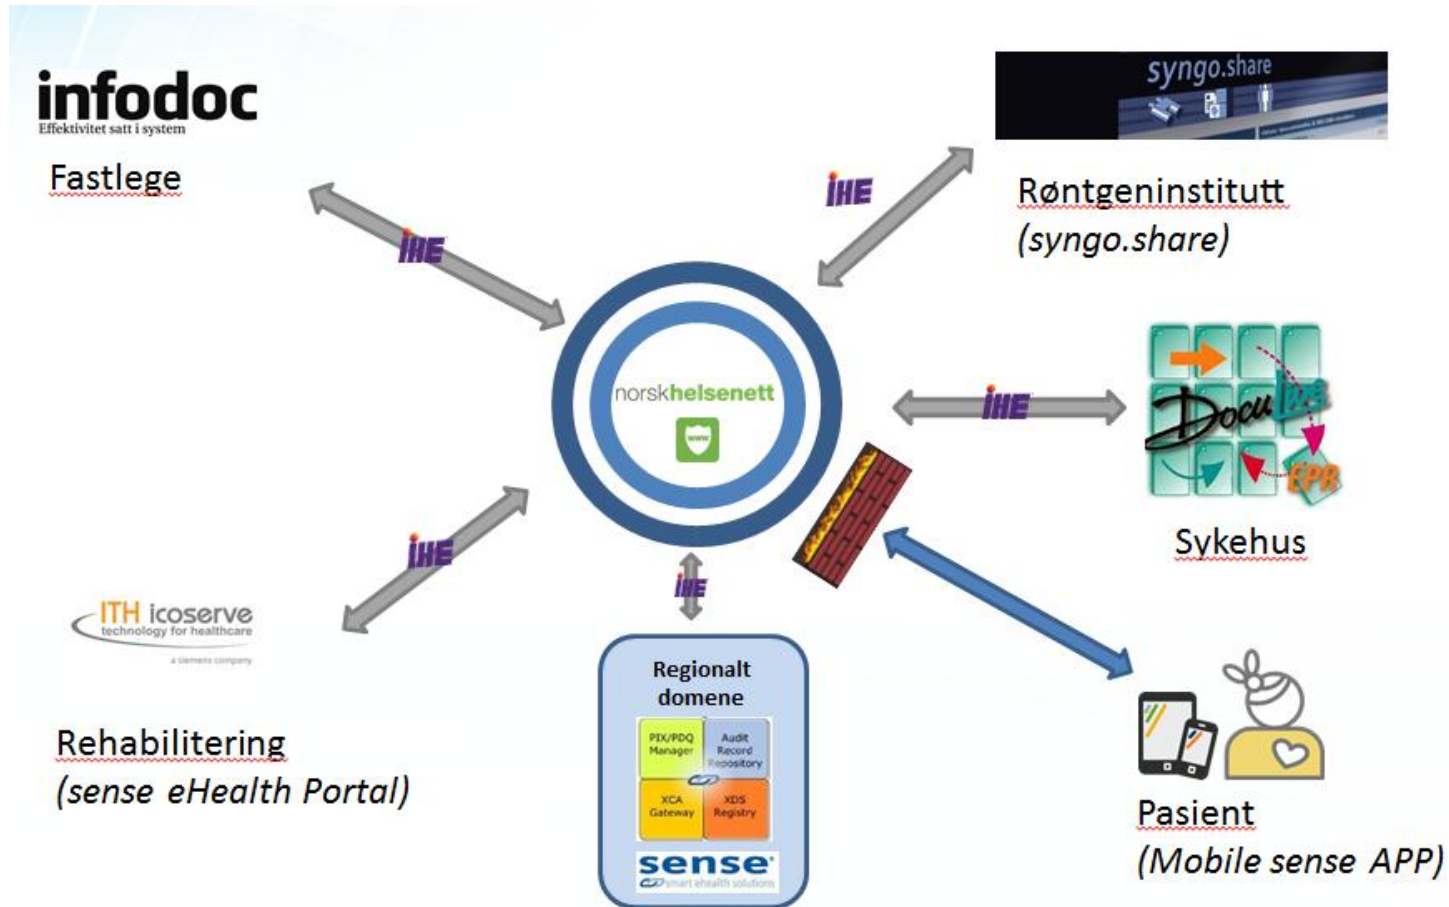 infodoc
Effektivitet satt i system
Fastlege
syngo.share
IHE
Røntgeninstitutt
(syngo.share)
IHE
norskhelsenett
www
IHE
DocuLive
EPR
Sykehus
IHE
IHE
ITH icoserve
technology for healthcare
a siemens company
Rehabilitering
(sense eHealth Portal)
Regionalt
domene
PIX/PDQ
Manager
Audit
Record
Repository
XCA
Gateway
XDS
Registry
sense
smart ehealth solutions
Pasient
(Mobile sense APP)